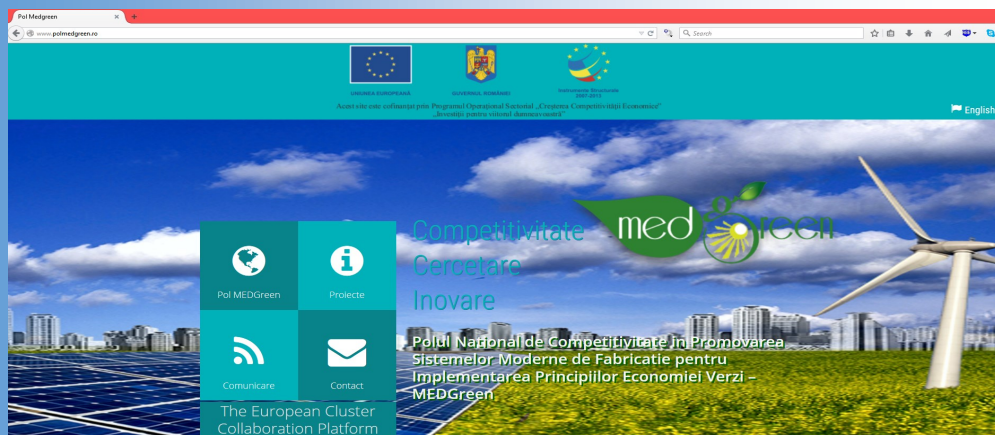 Pol Medgreen
www.polmedgreen.ro
Search
UNIUNEA EUROPEANĂ
GUVERNUL ROMÂNIEI
Instrumente Structurale
2007-2013
Acest site este cofinanțat prin Programul Operațional Sectorial „Creșterea Competitivității Economice”
„Investiții pentru viitorul dumneavoastră”
English
med green
Competitivitate
Cercetare
Inovare
Pol MEDGreen
Proiecte
Comunicare
Contact
Polul Național de Competitivitate în Promovarea
Sistemelor Moderne de Fabricatie pentru
Implementarea Principiilor Economiei Verzi –
MEDGreen
The European Cluster
Collaboration Platform